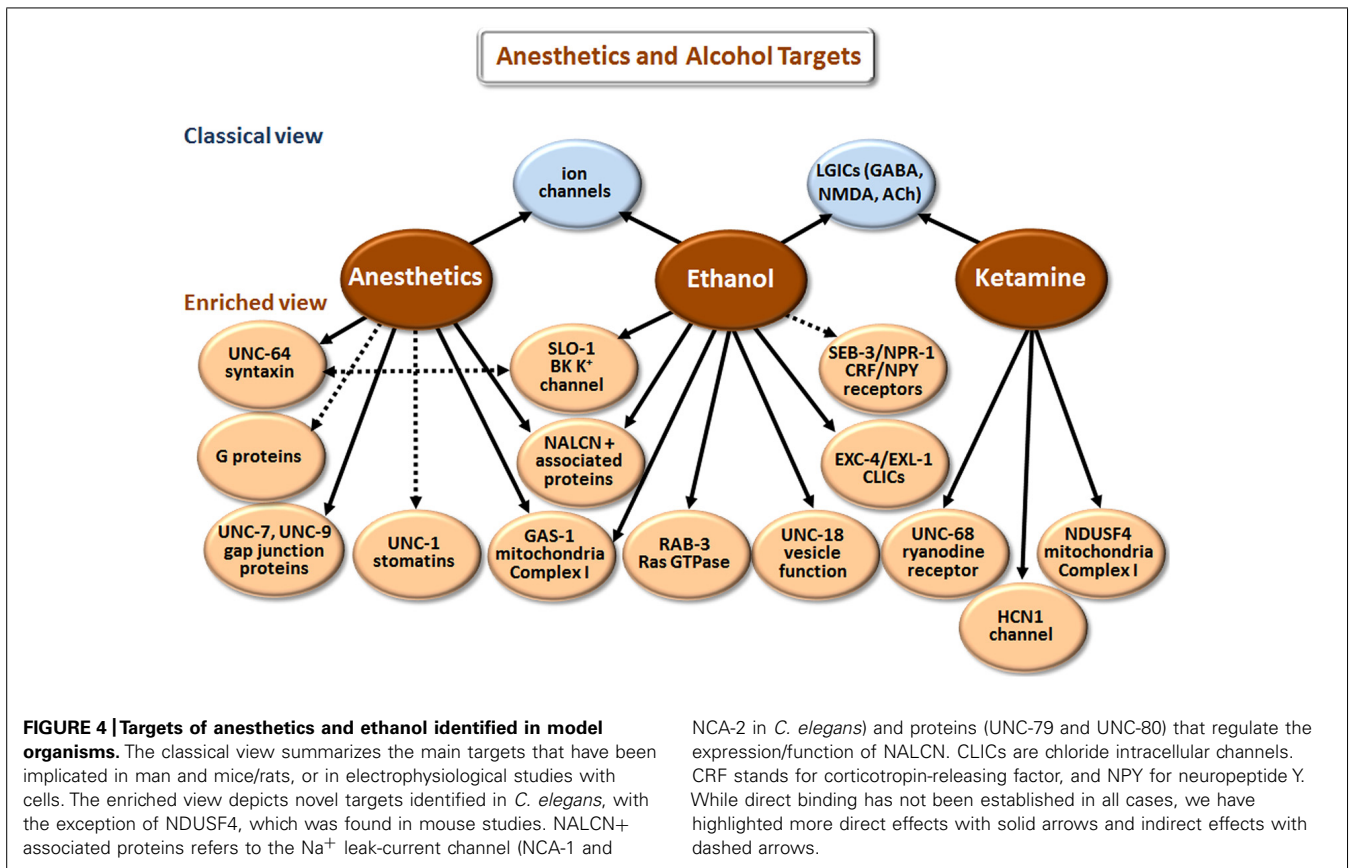 Anesthetics and Alcohol Targets
Classical view
ion
channels
LGICs (GABA,
NMDA, ACh)
Anesthetics
Ethanol
Ketamine
Enriched view
UNC-64
syntaxin
SLO-1
BK K⁺
channel
SEB-3/NPR-1
CRF/NPY
receptors
G proteins
NALCN +
associated
proteins
EXC-4/EXL-1
CLICs
UNC-7, UNC-9
gap junction
proteins
UNC-1
stomatins
GAS-1
mitochondria
Complex I
RAB-3
Ras GTPase
UNC-18
vesicle
function
UNC-68
ryanodine
receptor
NDUSF4
mitochondria
Complex I
HCN1
channel
FIGURE 4 | Targets of anesthetics and ethanol identified in model
organisms. The classical view summarizes the main targets that have been
implicated in man and mice/rats, or in electrophysiological studies with
cells. The enriched view depicts novel targets identified in C. elegans, with
the exception of NDUSF4, which was found in mouse studies. NALCN+
associated proteins refers to the Na⁺ leak-current channel (NCA-1 and
NCA-2 in C. elegans) and proteins (UNC-79 and UNC-80) that regulate the
expression/function of NALCN. CLICs are chloride intracellular channels.
CRF stands for corticotropin-releasing factor, and NPY for neuropeptide Y.
While direct binding has not been established in all cases, we have
highlighted more direct effects with solid arrows and indirect effects with
dashed arrows.